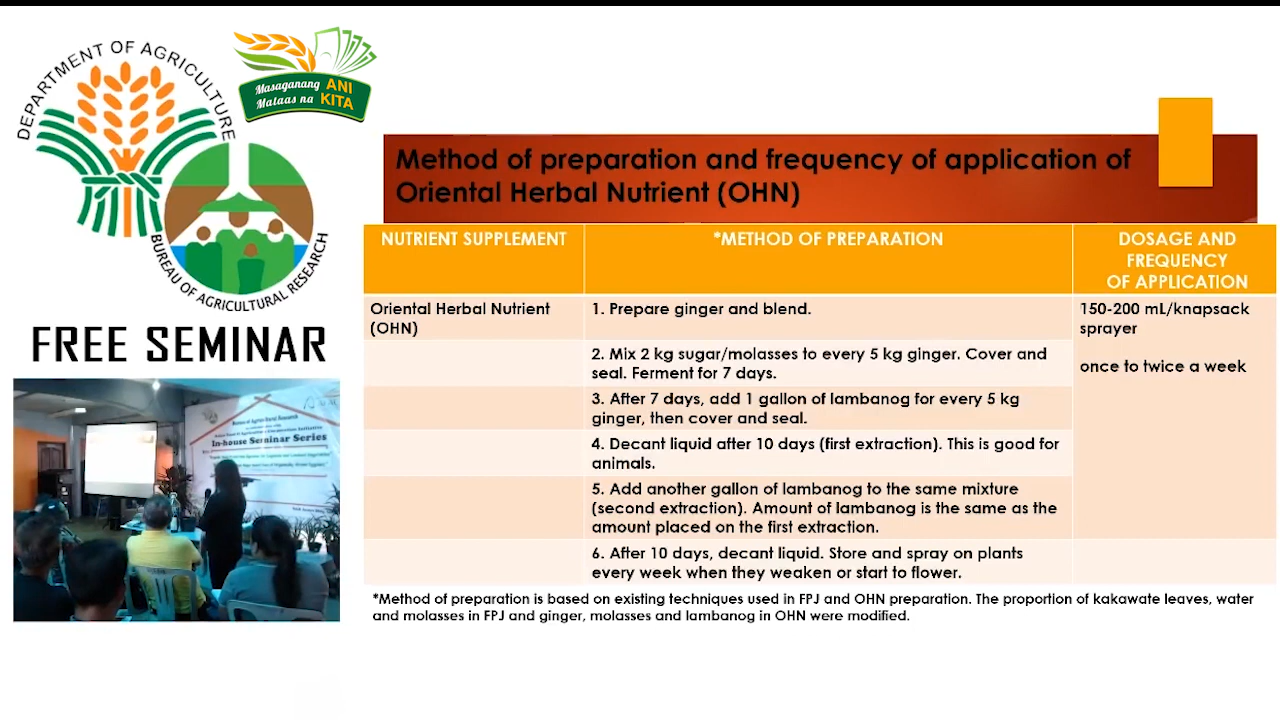 DEPARTMENT OF AGRICULTURE
Masaganang ANI
Mataas na KITA
BUREAU OF AGRICULTURAL RESEARCH
FREE SEMINAR
In-house Seminar Series
Method of preparation and frequency of application of
Oriental Herbal Nutrient (OHN)
NUTRIENT SUPPLEMENT
*METHOD OF PREPARATION
DOSAGE AND
FREQUENCY
OF APPLICATION
Oriental Herbal Nutrient
(OHN)
1. Prepare ginger and blend.
150-200 mL/knapsack
sprayer
once to twice a week
2. Mix 2 kg sugar/molasses to every 5 kg ginger. Cover and
seal. Ferment for 7 days.
3. After 7 days, add 1 gallon of lambanog for every 5 kg
ginger, then cover and seal.
4. Decant liquid after 10 days (first extraction). This is good for
animals.
5. Add another gallon of lambanog to the same mixture
(second extraction). Amount of lambanog is the same as the
amount placed on the first extraction.
6. After 10 days, decant liquid. Store and spray on plants
every week when they weaken or start to flower.
*Method of preparation is based on existing techniques used in FPJ and OHN preparation. The proportion of kakawate leaves, water
and molasses in FPJ and ginger, molasses and lambanog in OHN were modified.